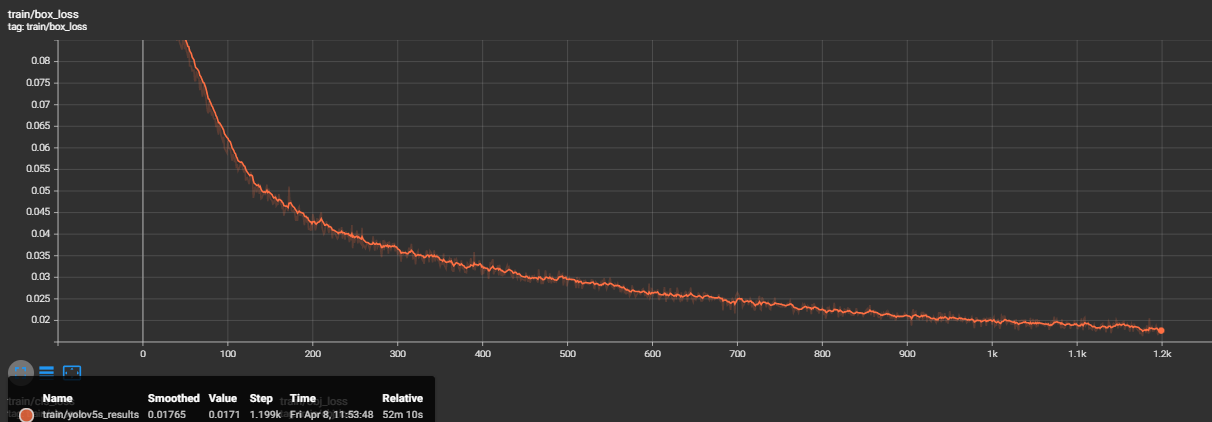 train/box_loss
tag: train/box_loss
0.08
0.075
0.07
0.065
0.06
0.055
0.05
0.045
0.04
0.035
0.03
0.025
0.02
0 100 200 300 400 500 600 700 800 900 1k 1.1k 1.2k
Name Smoothed Value Step Time Relative
train/yolov5s_results 0.01765 0.0171 1.199k Fri Apr 8, 11:53:48 52m 10s